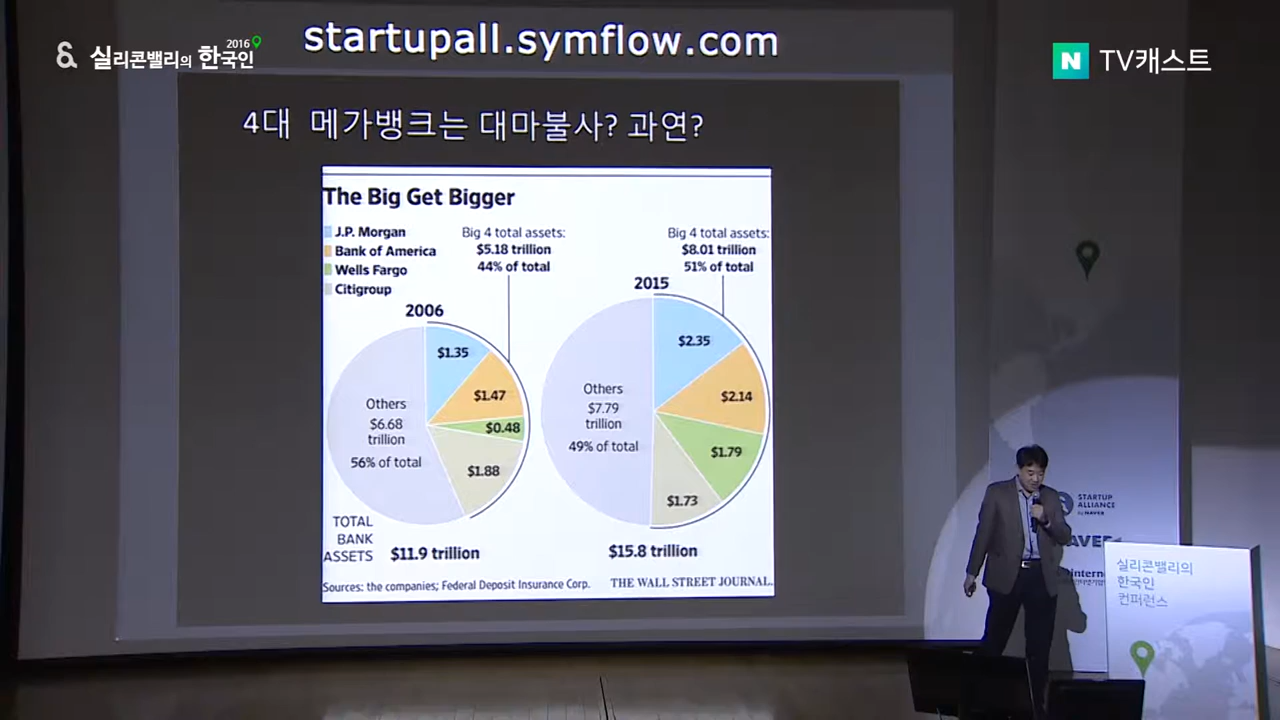 startupall.symflow.com
& 실리콘밸리의 한국인 2016
N TV캐스트
4대 메가뱅크는 대마불사? 과연?
The Big Get Bigger
J.P. Morgan
Bank of America
Wells Fargo
Citigroup
Big 4 total assets:
$5.18 trillion
44% of total
Big 4 total assets:
$8.01 trillion
51% of total
2006
$1.35
$1.47
$0.48
$1.88
Others
$6.68
trillion
56% of total
2015
$2.35
$2.14
$1.79
$1.73
Others
$7.79
trillion
49% of total
TOTAL
BANK
ASSETS
$11.9 trillion
$15.8 trillion
Sources: the companies; Federal Deposit Insurance Corp.
THE WALL STREET JOURNAL.
STARTUP
ALLIANCE
by NAVER
NAVER
intern
실리콘밸리의
한국인
컨퍼런스